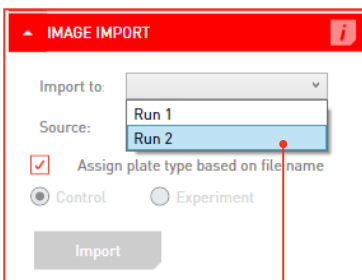 IMAGE IMPORT
i
Import to:
Run 1
Source:
Run 2
Assign plate type based on file name
Control Experiment
Import